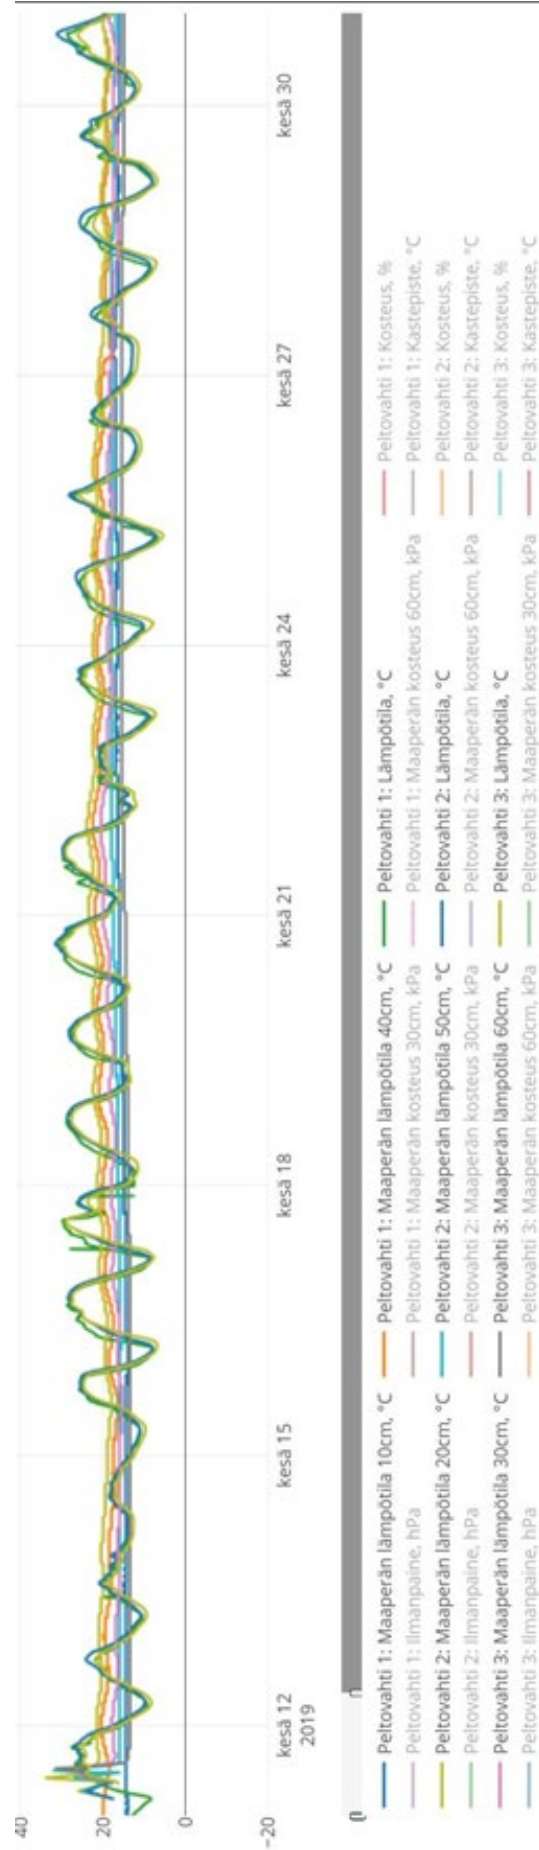 40
20
0
−20
kesä 12
2019
kesä 15
kesä 18
kesä 21
kesä 24
kesä 27
kesä 30
Peltovahti 1: Maaperän lämpötila 10cm, °C
Peltovahti 1: Maaperän lämpötila 40cm, °C
Peltovahti 1: Lämpötila, °C
Peltovahti 1: Kosteus, %
Peltovahti 1: Ilmanpaine, hPa
Peltovahti 1: Maaperän kosteus 30cm, kPa
Peltovahti 1: Maaperän kosteus 60cm, kPa
Peltovahti 1: Kastepiste, °C
Peltovahti 2: Maaperän lämpötila 20cm, °C
Peltovahti 2: Maaperän lämpötila 50cm, °C
Peltovahti 2: Lämpötila, °C
Peltovahti 2: Kosteus, %
Peltovahti 2: Ilmanpaine, hPa
Peltovahti 2: Maaperän kosteus 30cm, kPa
Peltovahti 2: Maaperän kosteus 60cm, kPa
Peltovahti 2: Kastepiste, °C
Peltovahti 3: Maaperän lämpötila 30cm, °C
Peltovahti 3: Maaperän lämpötila 60cm, °C
Peltovahti 3: Lämpötila, °C
Peltovahti 3: Kosteus, %
Peltovahti 3: Ilmanpaine, hPa
Peltovahti 3: Maaperän kosteus 60cm, kPa
Peltovahti 3: Maaperän kosteus 30cm, kPa
Peltovahti 3: Kastepiste, °C